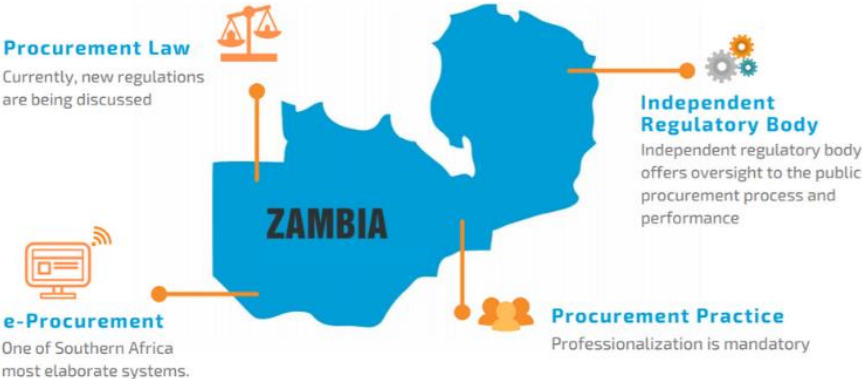 Procurement Law
Currently, new regulations
are being discussed
Independent
Regulatory Body
Independent regulatory body
offers oversight to the public
procurement process and
performance
ZAMBIA
e-Procurement
One of Southern Africa
most elaborate systems.
Procurement Practice
Professionalization is mandatory